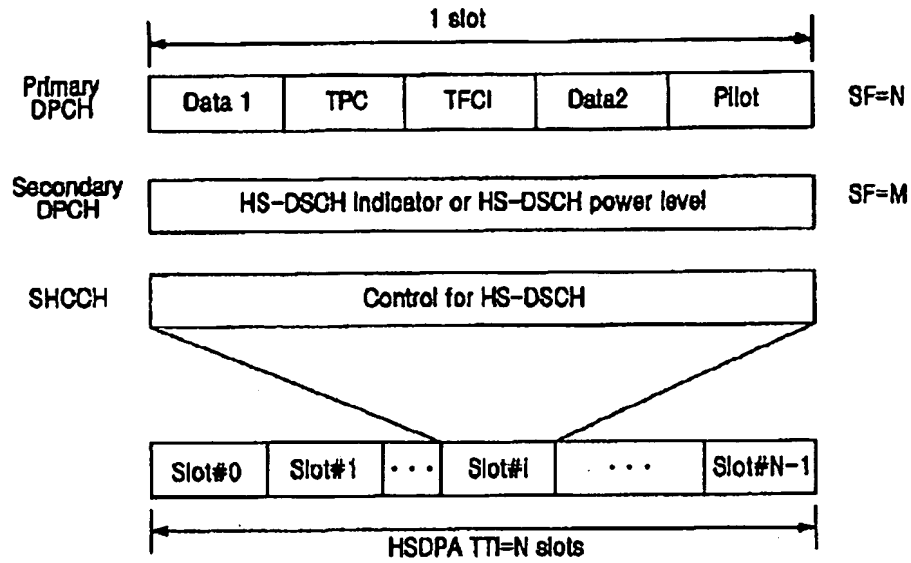 1 slot
Primary
DPCH
Data 1 TPC TFCI Data2 Pilot SF=N
Secondary
DPCH
HS-DSCH indicator or HS-DSCH power level SF=M
SHCCH Control for HS-DSCH
Slot#0 Slot#1 ··· Slot#i ··· Slot#N-1
HSDPA TTI=N slots